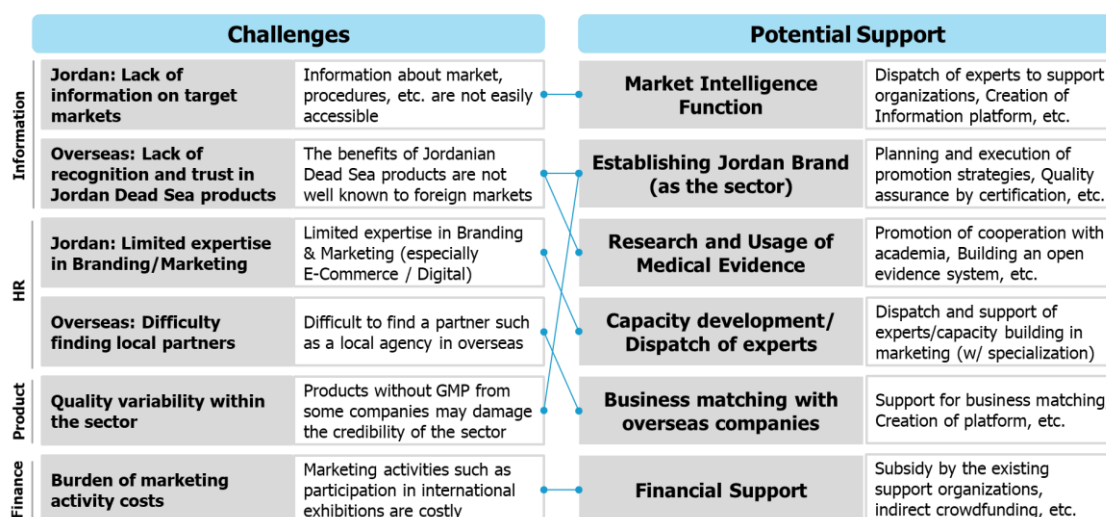 Challenges
Potential Support
Information
Jordan: Lack of
information on target
markets
Information about market,
procedures, etc. are not easily
accessible
Market Intelligence
Function
Dispatch of experts to support
organizations, Creation of
Information platform, etc.
Overseas: Lack of
recognition and trust in
Jordan Dead Sea products
The benefits of Jordanian
Dead Sea products are not
well known to foreign markets
Establishing Jordan Brand
(as the sector)
Planning and execution of
promotion strategies, Quality
assurance by certification, etc.
HR
Jordan: Limited expertise
in Branding/Marketing
Limited expertise in Branding
& Marketing (especially
E-Commerce / Digital)
Research and Usage of
Medical Evidence
Promotion of cooperation with
academia, Building an open
evidence system, etc.
Overseas: Difficulty
finding local partners
Difficult to find a partner such
as a local agency in overseas
Capacity development/
Dispatch of experts
Dispatch and support of
experts/capacity building in
marketing (w/ specialization)
Product
Quality variability within
the sector
Products without GMP from
some companies may damage
the credibility of the sector
Business matching with
overseas companies
Support for business matching
Creation of platform, etc.
Finance
Burden of marketing
activity costs
Marketing activities such as
participation in international
exhibitions are costly
Financial Support
Subsidy by the existing
support organizations,
indirect crowdfunding, etc.